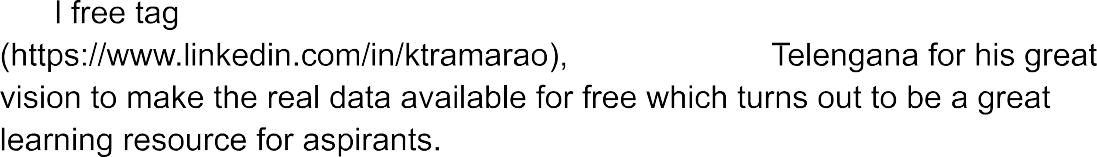 I free tag
(https://www.linkedin.com/in/ktramarao), Telengana for his great
vision to make the real data available for free which turns out to be a great
learning resource for aspirants.